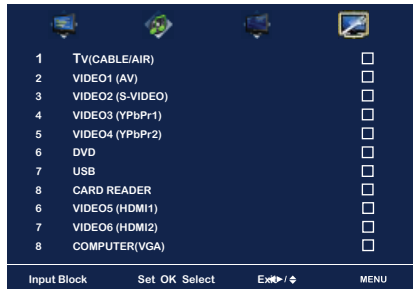 1 TV(CABLE/AIR)
2 VIDEO1 (AV)
3 VIDEO2 (S-VIDEO)
4 VIDEO3 (YPbPr1)
5 VIDEO4 (YPbPr2)
6 DVD
7 USB
8 CARD READER
6 VIDEO5 (HDMI1)
7 VIDEO6 (HDMI2)
8 COMPUTER(VGA)
Input Block Set OK Select Exit / MENU